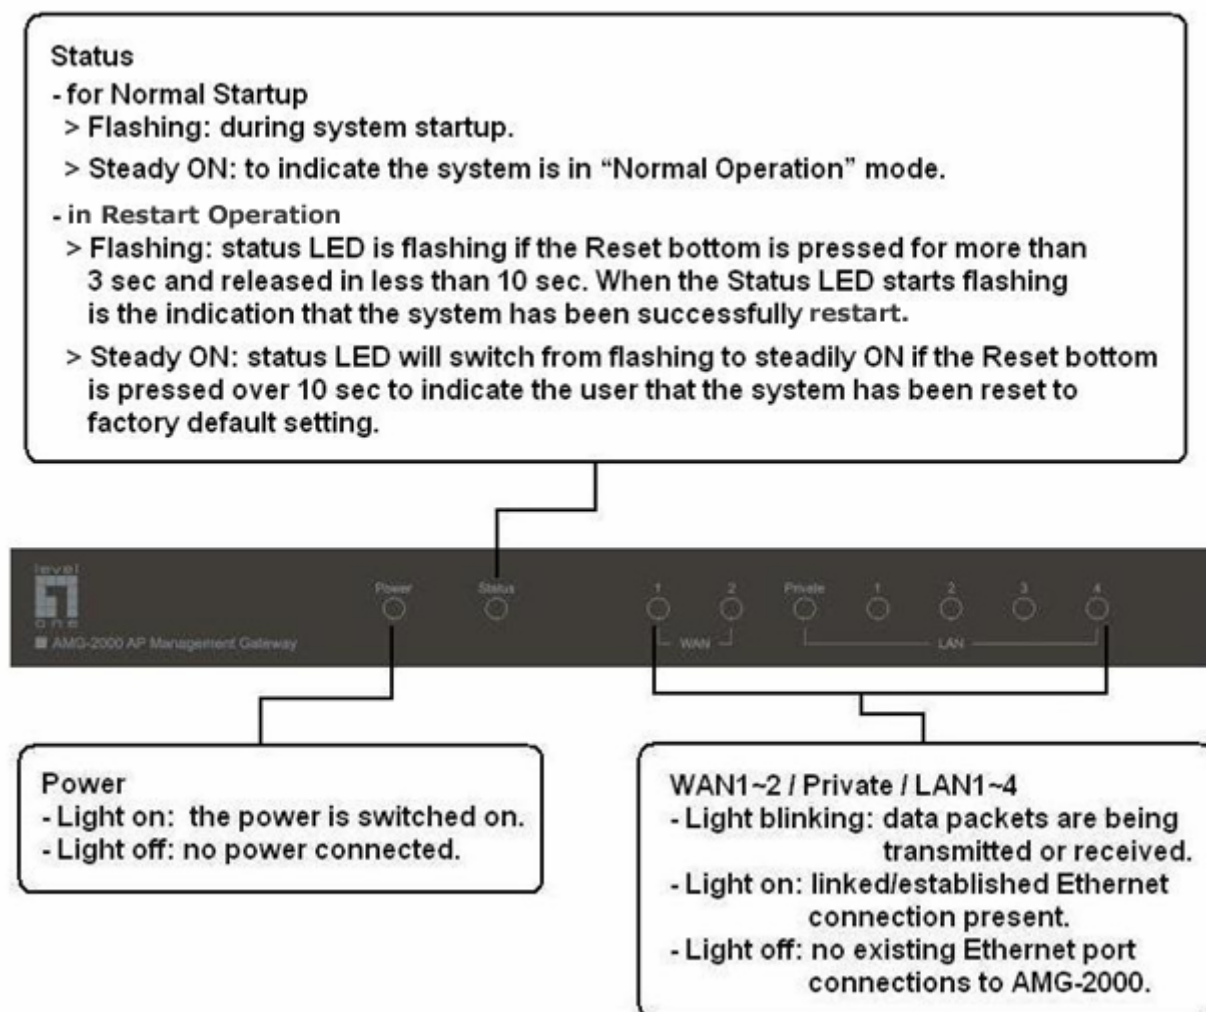 Status
- for Normal Startup
> Flashing: during system startup.
> Steady ON: to indicate the system is in “Normal Operation” mode.
- in Restart Operation
> Flashing: status LED is flashing if the Reset bottom is pressed for more than
3 sec and released in less than 10 sec. When the Status LED starts flashing
is the indication that the system has been successfully restart.
> Steady ON: status LED will switch from flashing to steadily ON if the Reset bottom
is pressed over 10 sec to indicate the user that the system has been reset to
factory default setting.
level
one
AMG-2000 AP Management Gateway
Power
Status
1
2
WAN
Private
1
2
3
4
LAN
Power
- Light on: the power is switched on.
- Light off: no power connected.
WAN1~2 / Private / LAN1~4
- Light blinking: data packets are being
transmitted or received.
- Light on: linked/established Ethernet
connection present.
- Light off: no existing Ethernet port
connections to AMG-2000.